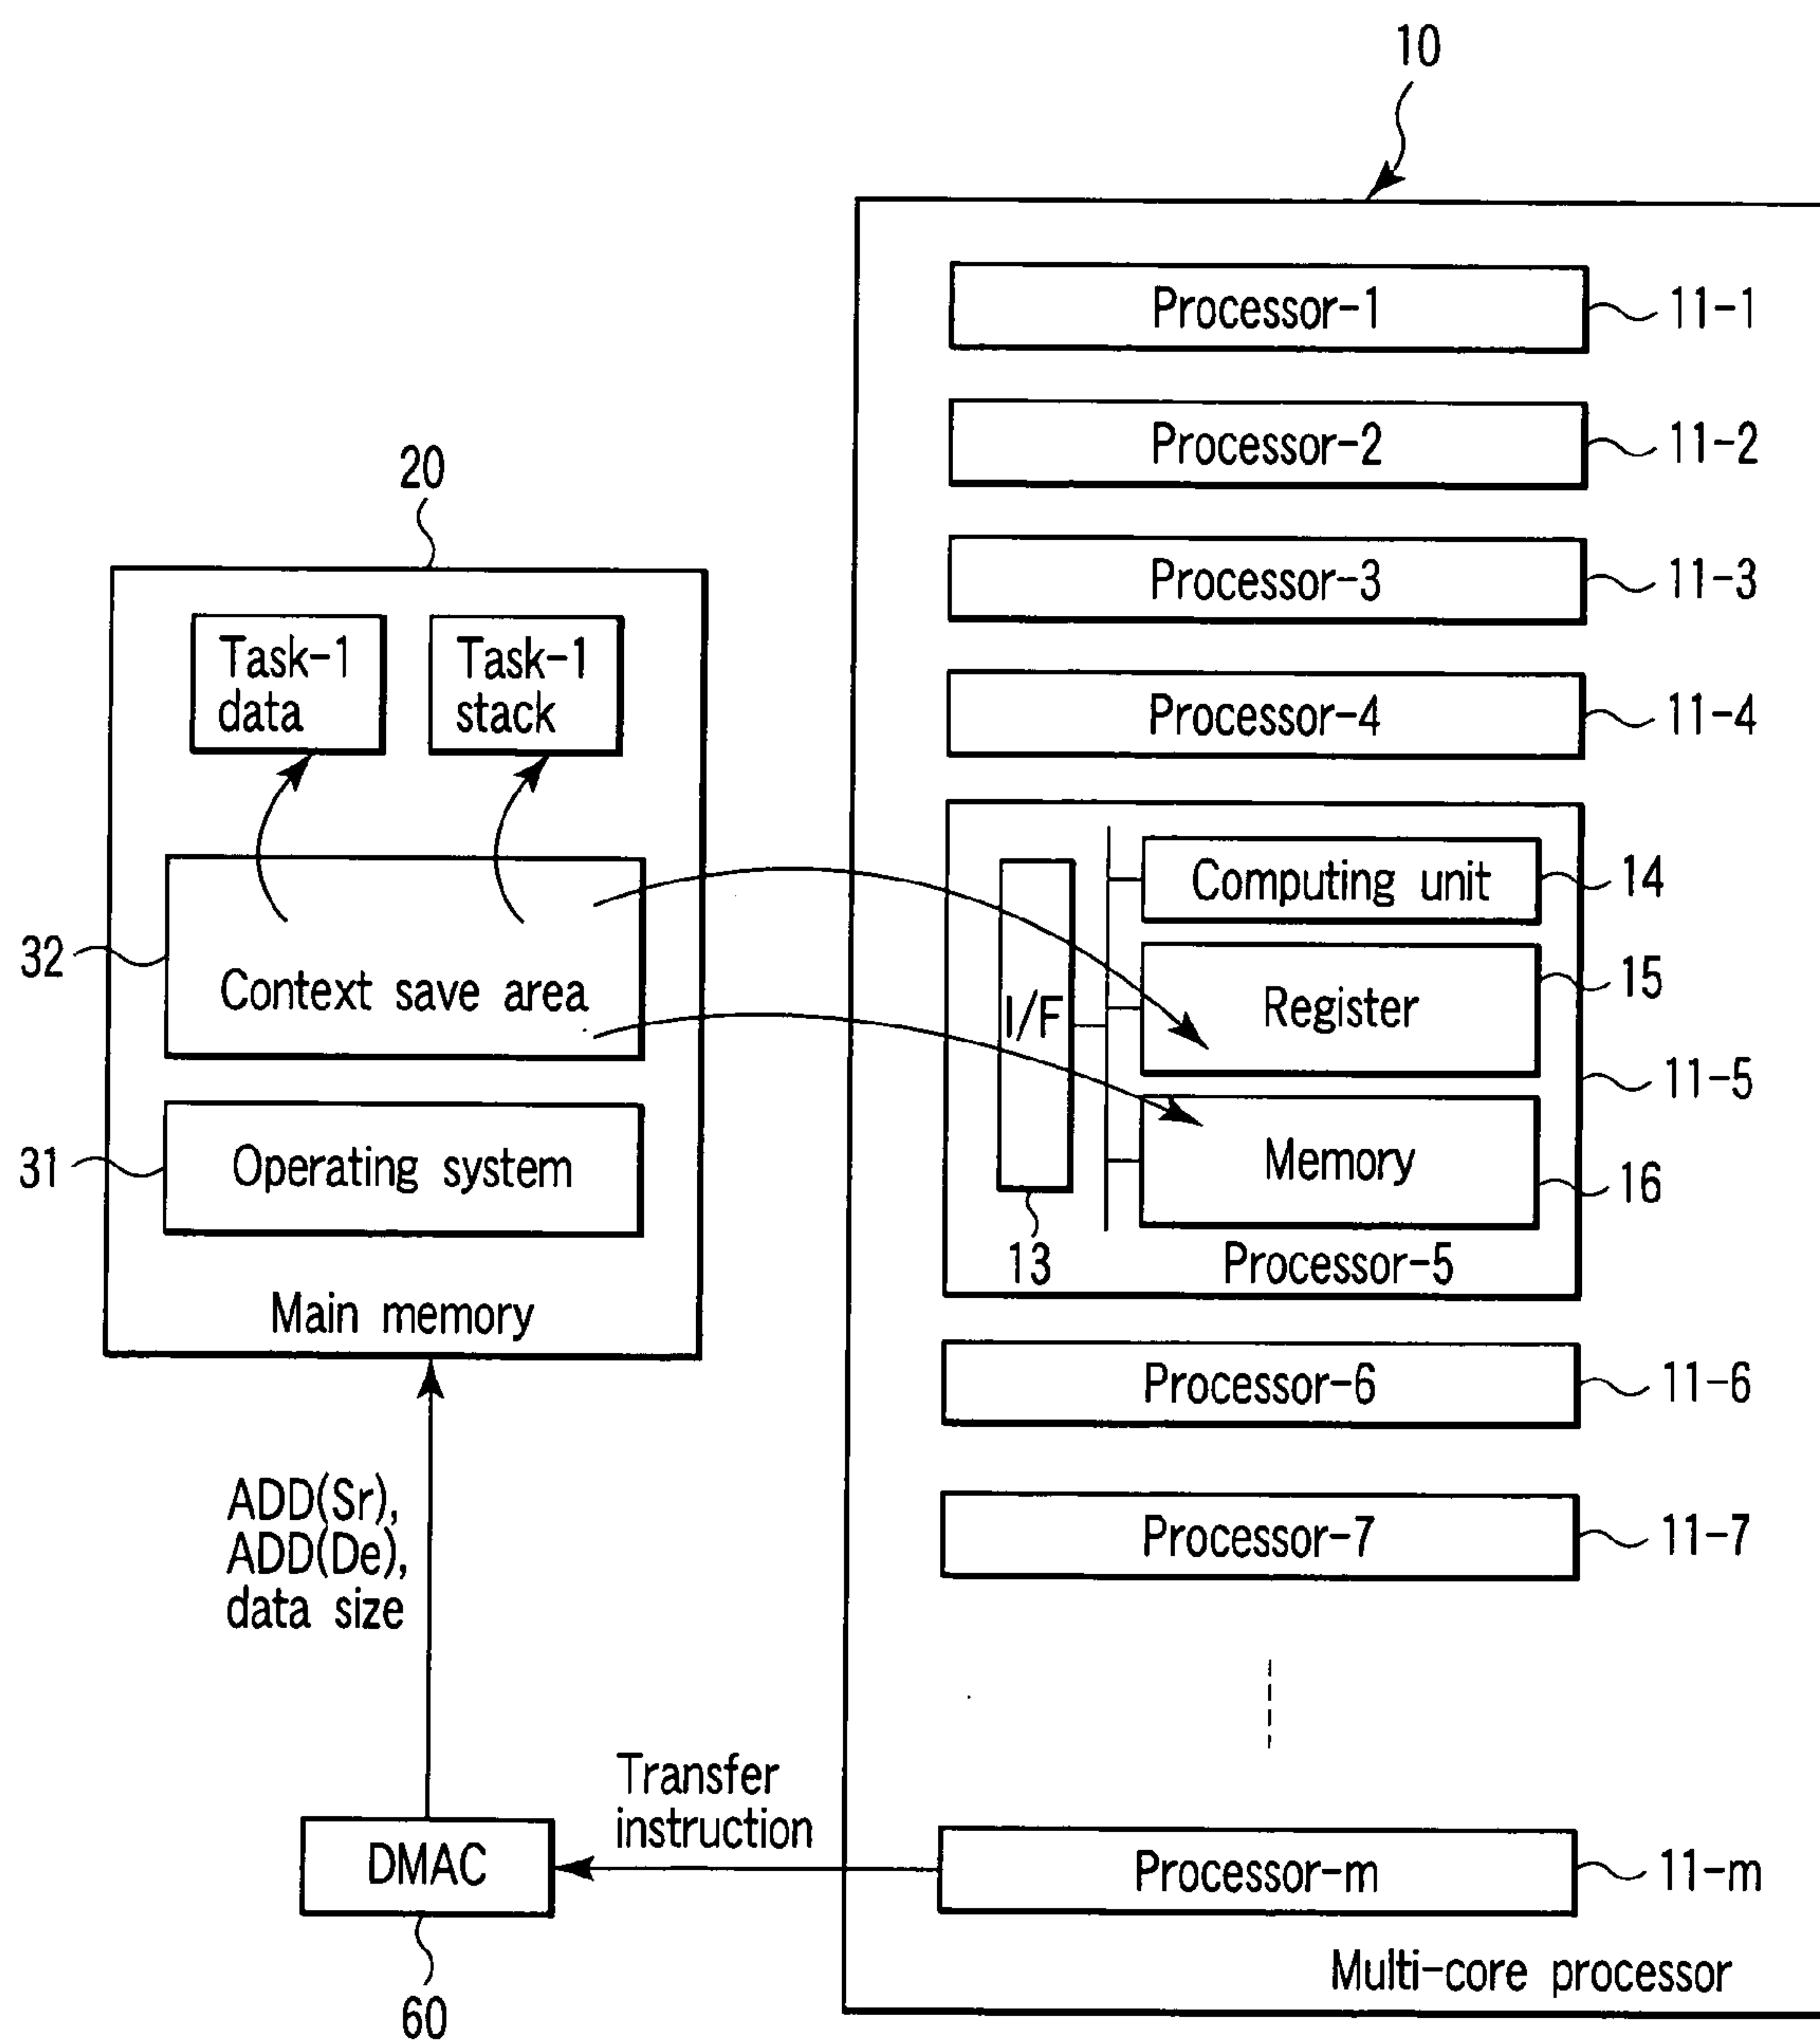 10
Processor-1
11-1
Processor-2
11-2
20
Processor-3
11-3
Task-1
data
Task-1
stack
Processor-4
11-4
Computing unit
14
32
Context save area
I/F
Register
15
11-5
31
Operating system
Memory
16
13
Processor-5
Main memory
Processor-6
11-6
ADD(Sr),
ADD(De),
data size
Processor-7
11-7
Transfer
instruction
DMAC
Processor-m
11-m
60
Multi-core processor